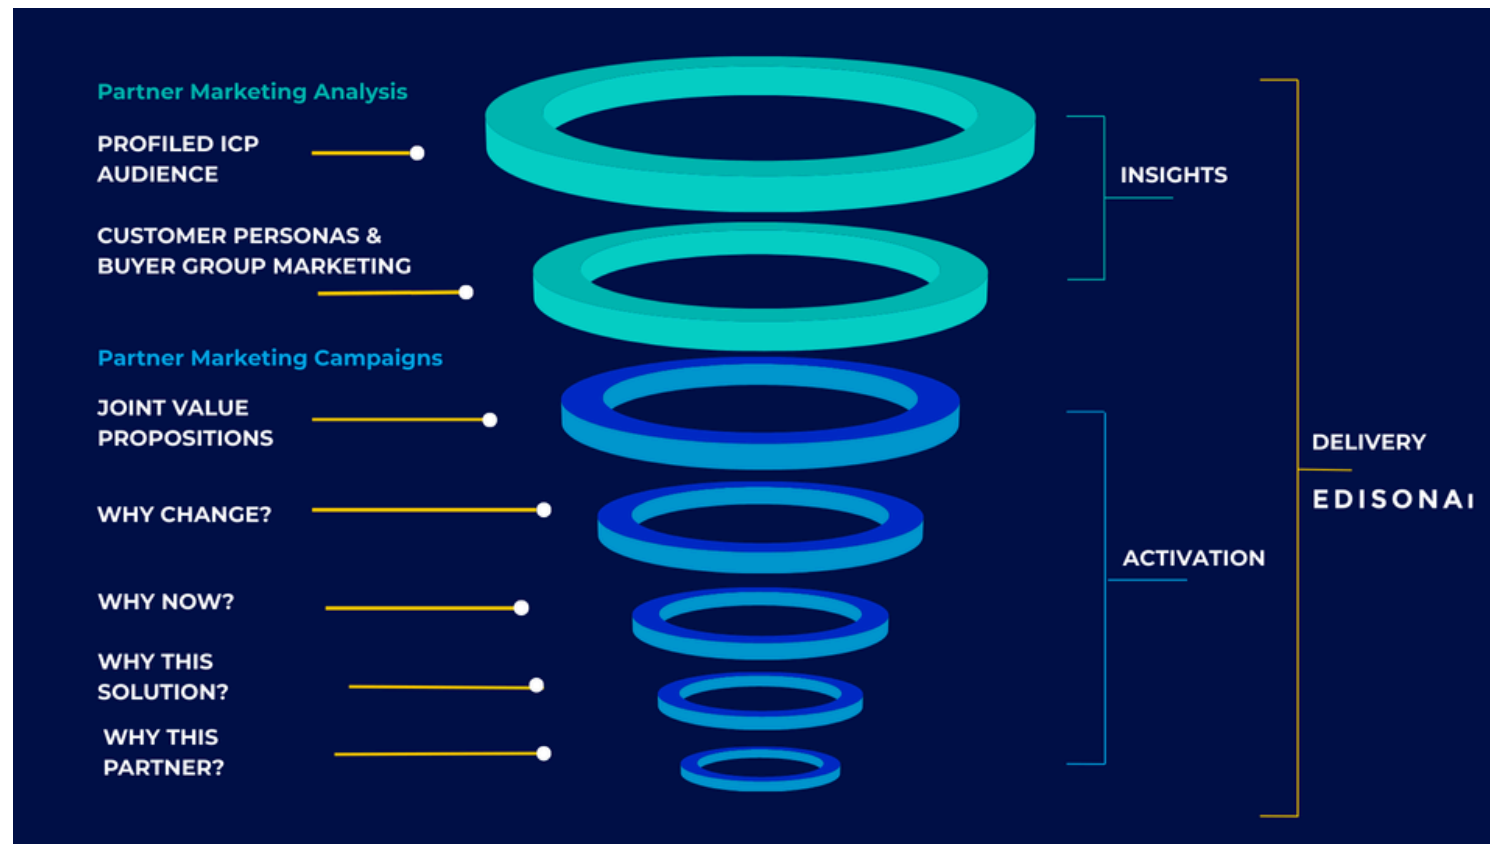 Partner Marketing Analysis
PROFILED ICP
AUDIENCE
CUSTOMER PERSONAS &
BUYER GROUP MARKETING
Partner Marketing Campaigns
JOINT VALUE
PROPOSITIONS
WHY CHANGE?
WHY NOW?
WHY THIS
SOLUTION?
WHY THIS
PARTNER?
INSIGHTS
ACTIVATION
DELIVERY
EDISONAI